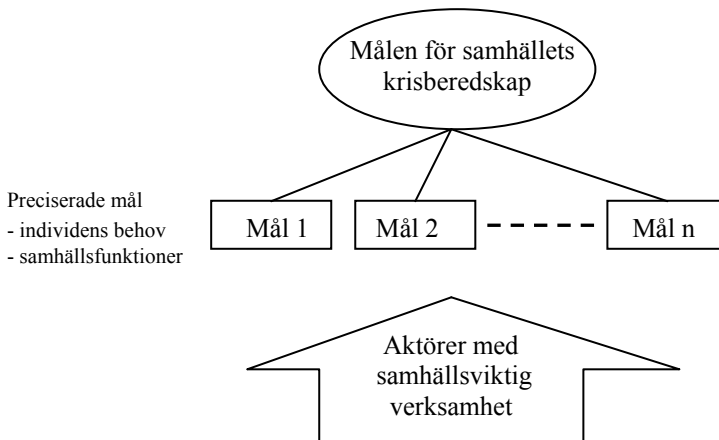 Målen för samhällets
krisberedskap
Preciserade mål
- individens behov
- samhällsfunktioner
Mål 1
Mål 2
Mål n
Aktörer med
samhällsviktig
verksamhet